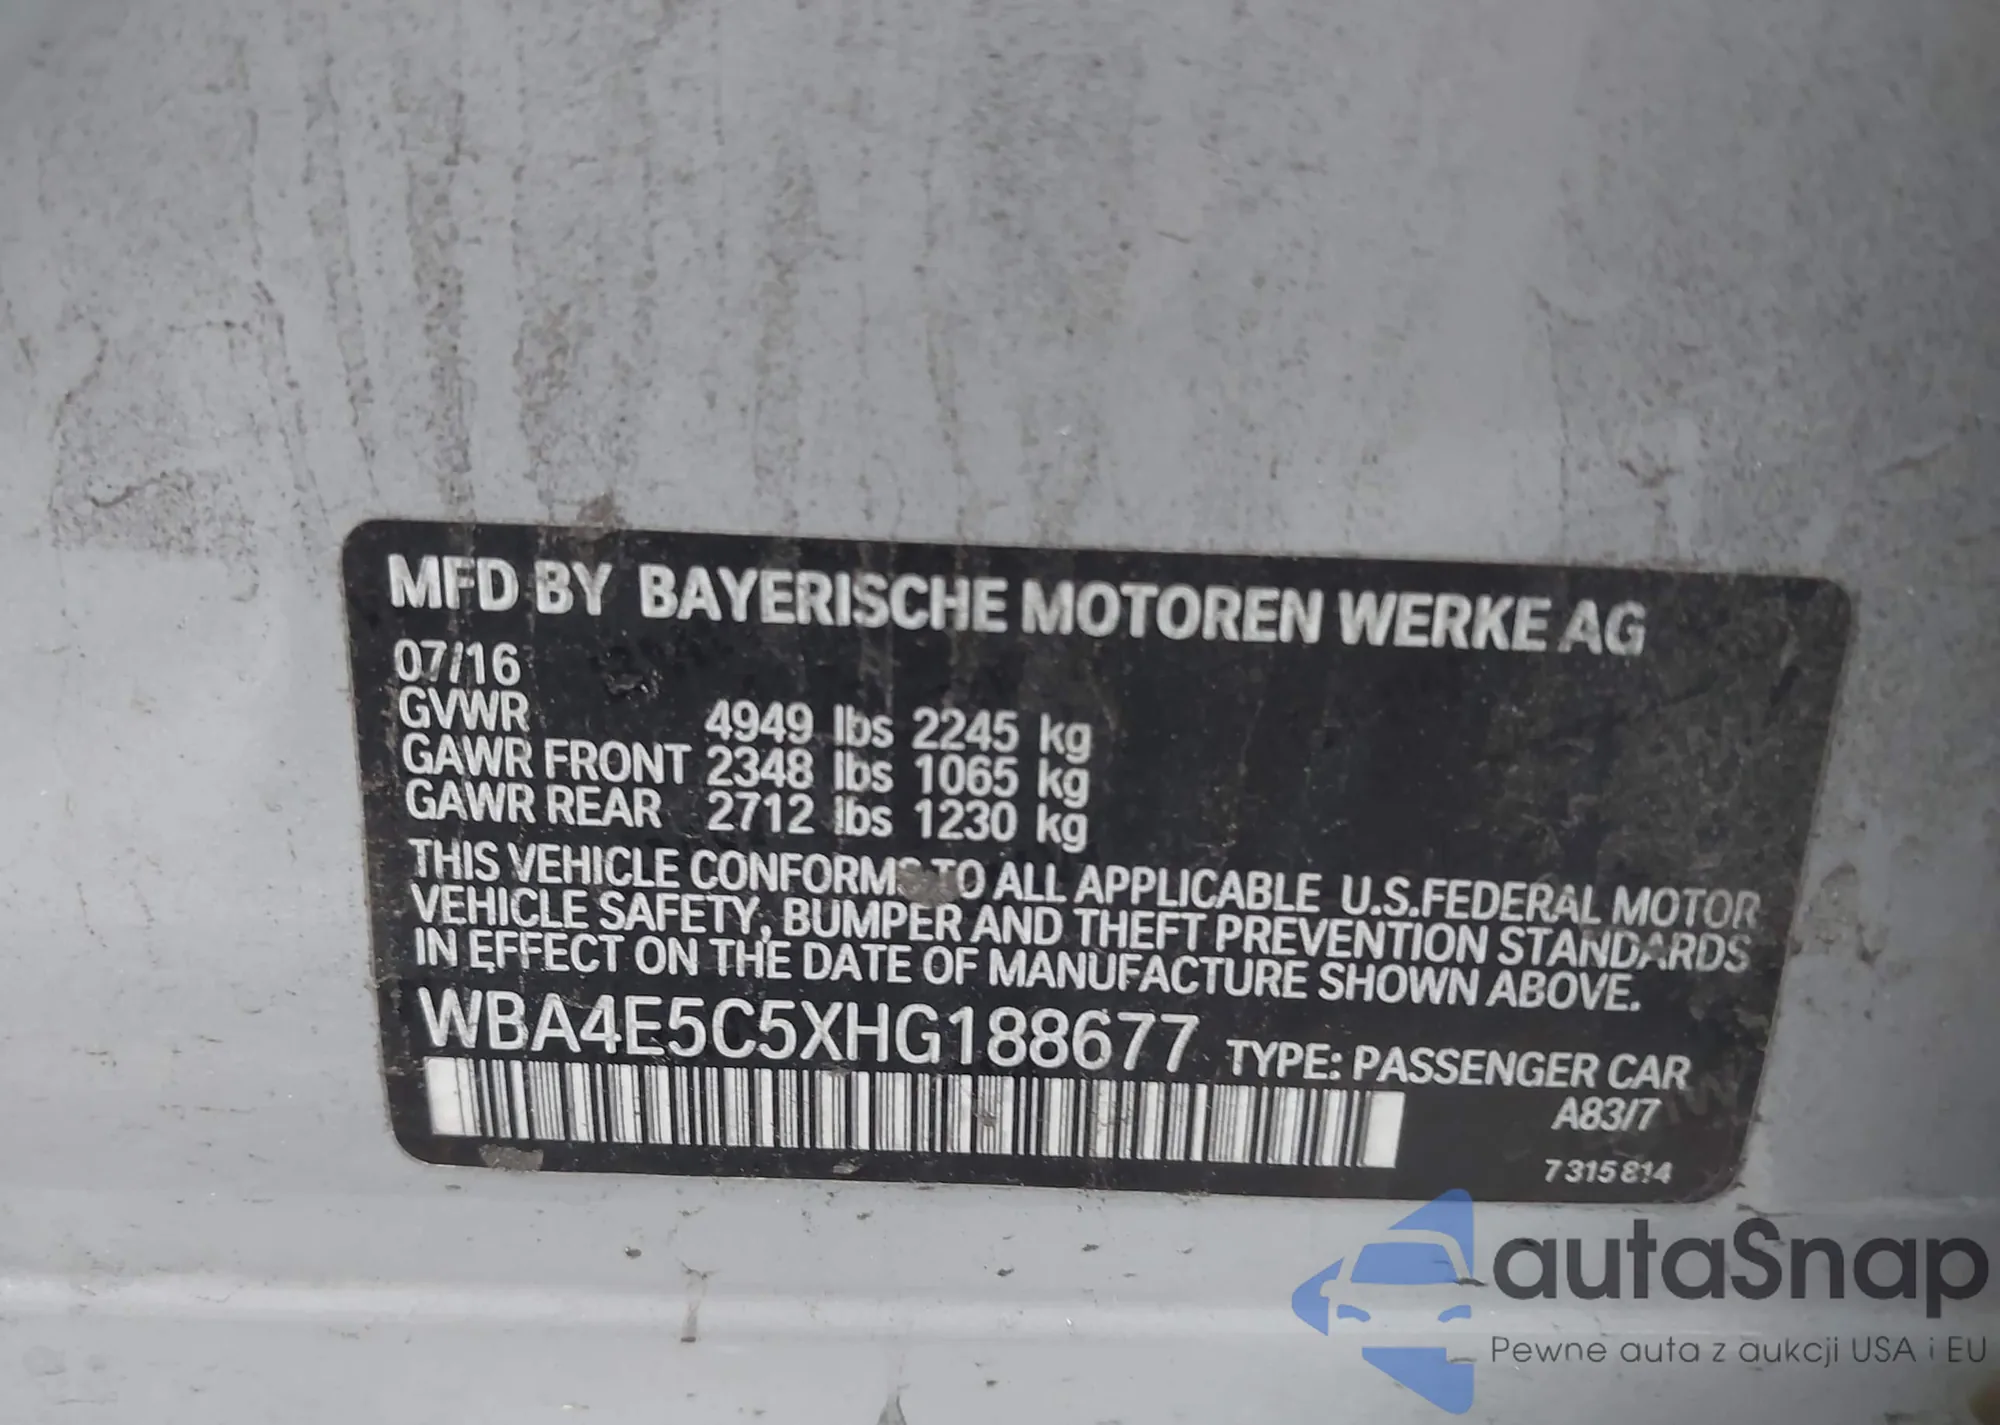 MFD BY BAYERISCHE MOTOREN WERKE AG
07/16
GVWR 4949 lbs 2245 kg
GAWR FRONT 2348 lbs 1065 kg
GAWR REAR 2712 lbs 1230 kg
THIS VEHICLE CONFORMS TO ALL APPLICABLE U.S.FEDERAL MOTOR
VEHICLE SAFETY, BUMPER AND THEFT PREVENTION STANDARDS
IN EFFECT ON THE DATE OF MANUFACTURE SHOWN ABOVE.
WBA4E5C5XHG188677 TYPE: PASSENGER CAR
A83/7
7 315 814
autaSnap
Pewne auta z aukcji USA i EU